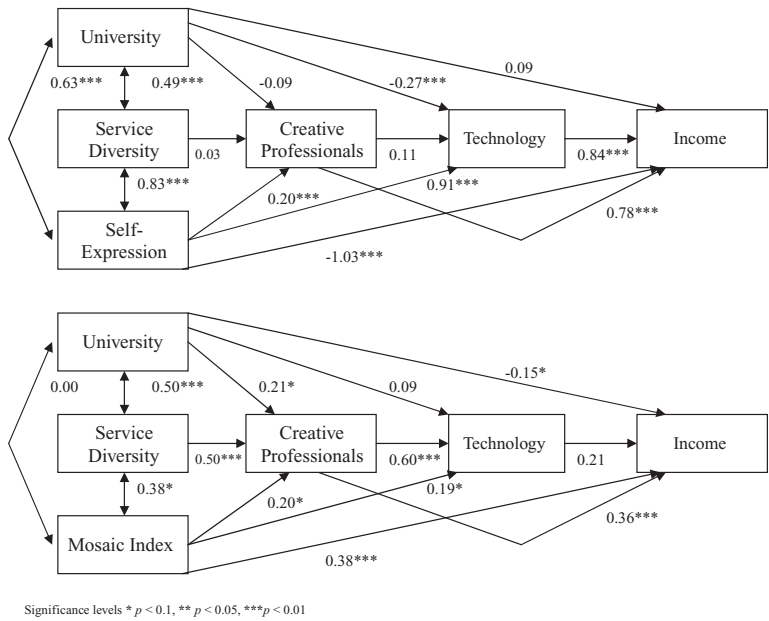 University
0.63***
0.49***
-0.09
-0.27***
0.09
Service
Diversity
Creative
Professionals
Technology
Income
0.03
0.11
0.84***
0.83***
0.20***
0.91***
0.78***
Self-
Expression
-1.03***
University
0.00
0.50***
0.21*
0.09
-0.15*
Service
Diversity
Creative
Professionals
Technology
Income
0.50***
0.60***
0.21
0.38*
0.20*
0.19*
0.36***
Mosaic Index
0.38***
Significance levels * p < 0.1, ** p < 0.05, ***p < 0.01